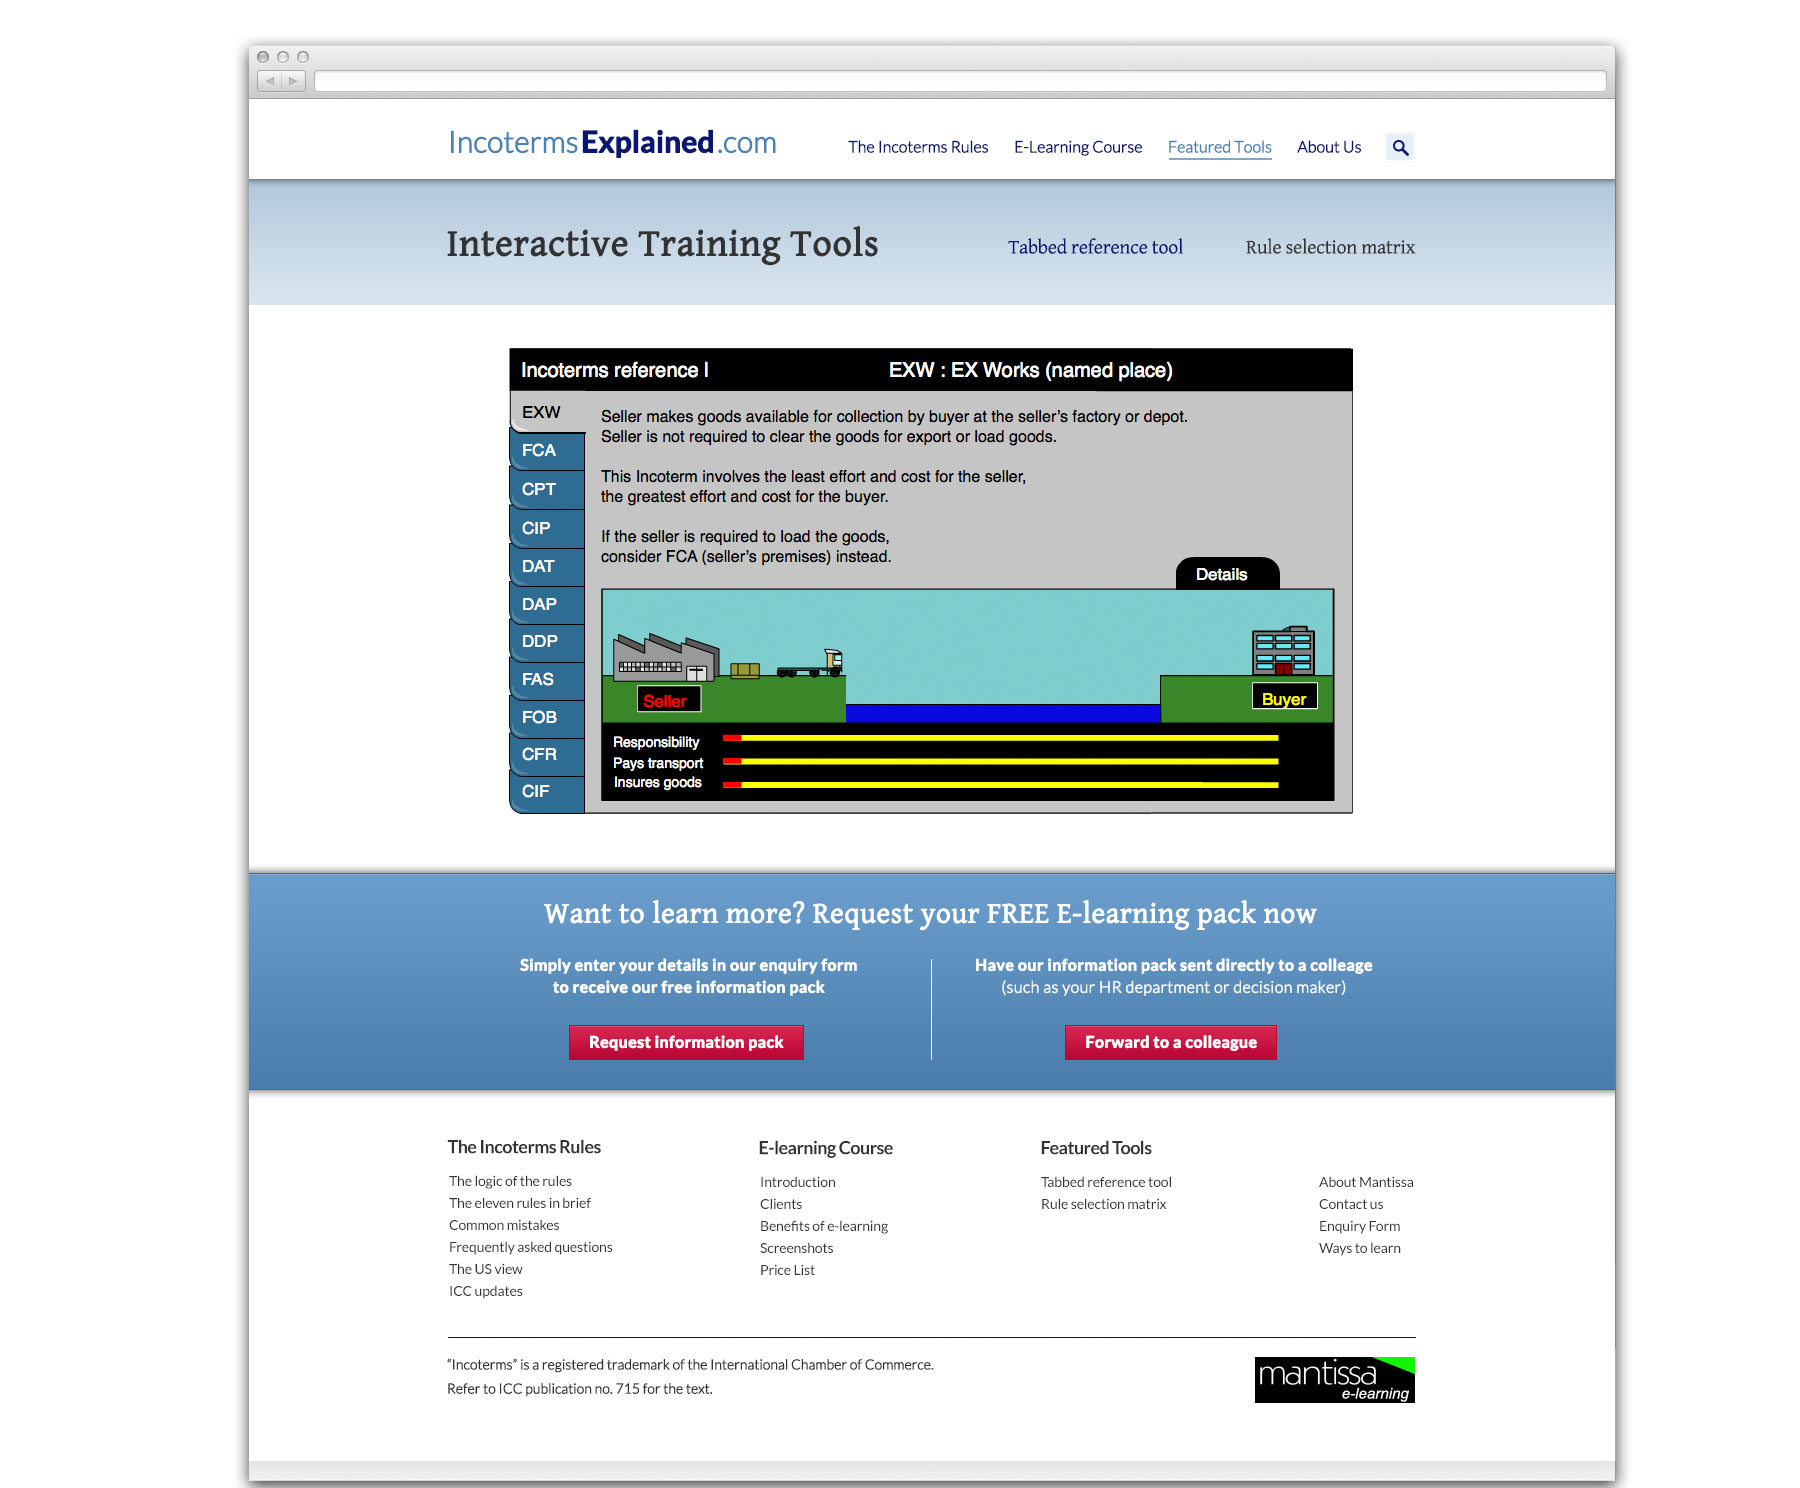 IncotermsExplained.com
The Incoterms Rules
E-Learning Course
Featured Tools
About Us
Interactive Training Tools
Tabbed reference tool
Rule selection matrix
Incoterms reference l
EXW : EX Works (named place)
EXW
FCA
CPT
CIP
DAT
DAP
DDP
FAS
FOB
CFR
CIF
Seller makes goods available for collection by buyer at the seller's factory or depot.
Seller is not required to clear the goods for export or load goods.
This Incoterm involves the least effort and cost for the seller,
the greatest effort and cost for the buyer.
If the seller is required to load the goods,
consider FCA (seller's premises) instead.
Details
Seller
Buyer
Responsibility
Pays transport
Insures goods
Want to learn more? Request your FREE E-learning pack now
Simply enter your details in our enquiry form
to receive our free information pack
Request information pack
Have our information pack sent directly to a colleage
(such as your HR department or decision maker)
Forward to a colleague
The Incoterms Rules
The logic of the rules
The eleven rules in brief
Common mistakes
Frequently asked questions
The US view
ICC updates
E-learning Course
Introduction
Clients
Benefits of e-learning
Screenshots
Price List
Featured Tools
Tabbed reference tool
Rule selection matrix
About Mantissa
Contact us
Enquiry Form
Ways to learn
“Incoterms” is a registered trademark of the International Chamber of Commerce.
Refer to ICC publication no. 715 for the text.
mantissa
e-learning